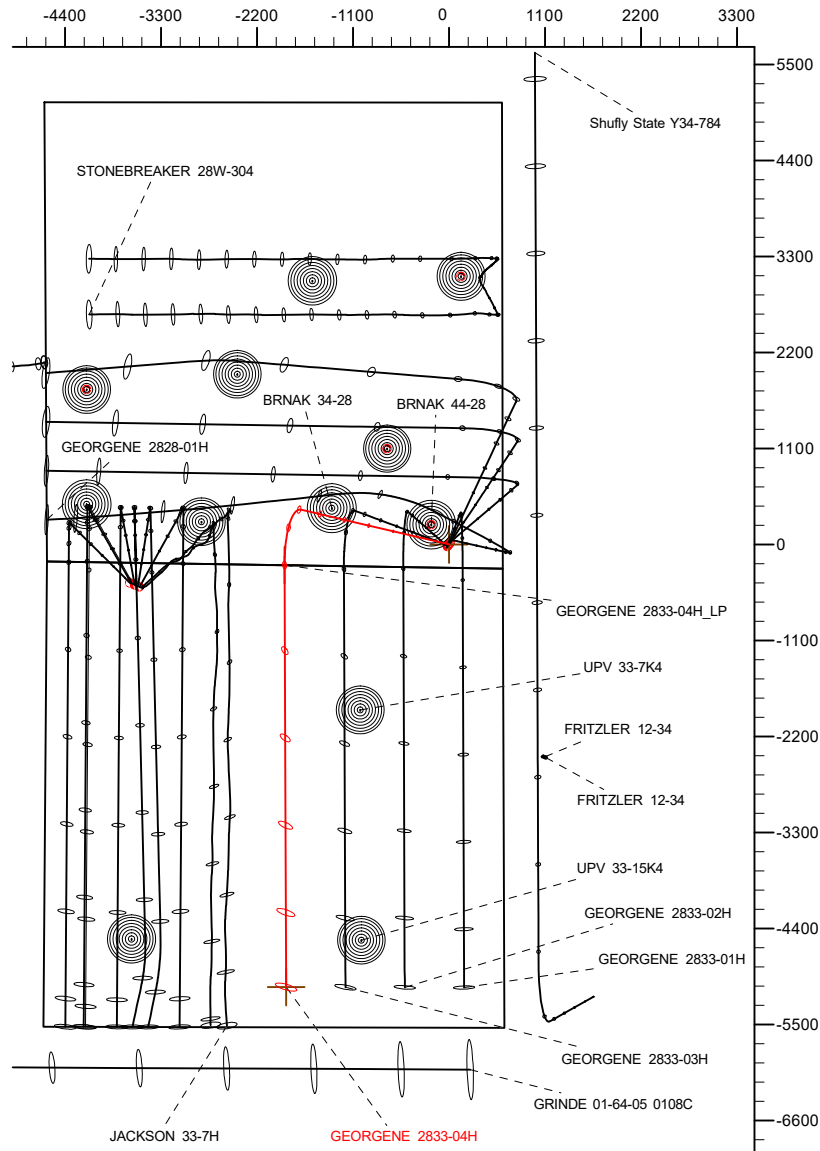 -4400 -3300 -2200 -1100 0 1100 2200 3300
5500
Shufly State Y34-784
4400
STONEBREAKER 28W-304
3300
2200
BRNAK 34-28
BRNAK 44-28
1100
GEORGENE 2828-01H
0
GEORGENE 2833-04H_LP
-1100
UPV 33-7K4
FRITZLER 12-34
-2200
FRITZLER 12-34
-3300
UPV 33-15K4
GEORGENE 2833-02H
-4400
GEORGENE 2833-01H
-5500
GEORGENE 2833-03H
GRINDE 01-64-05 0108C
-6600
JACKSON 33-7H
GEORGENE 2833-04H